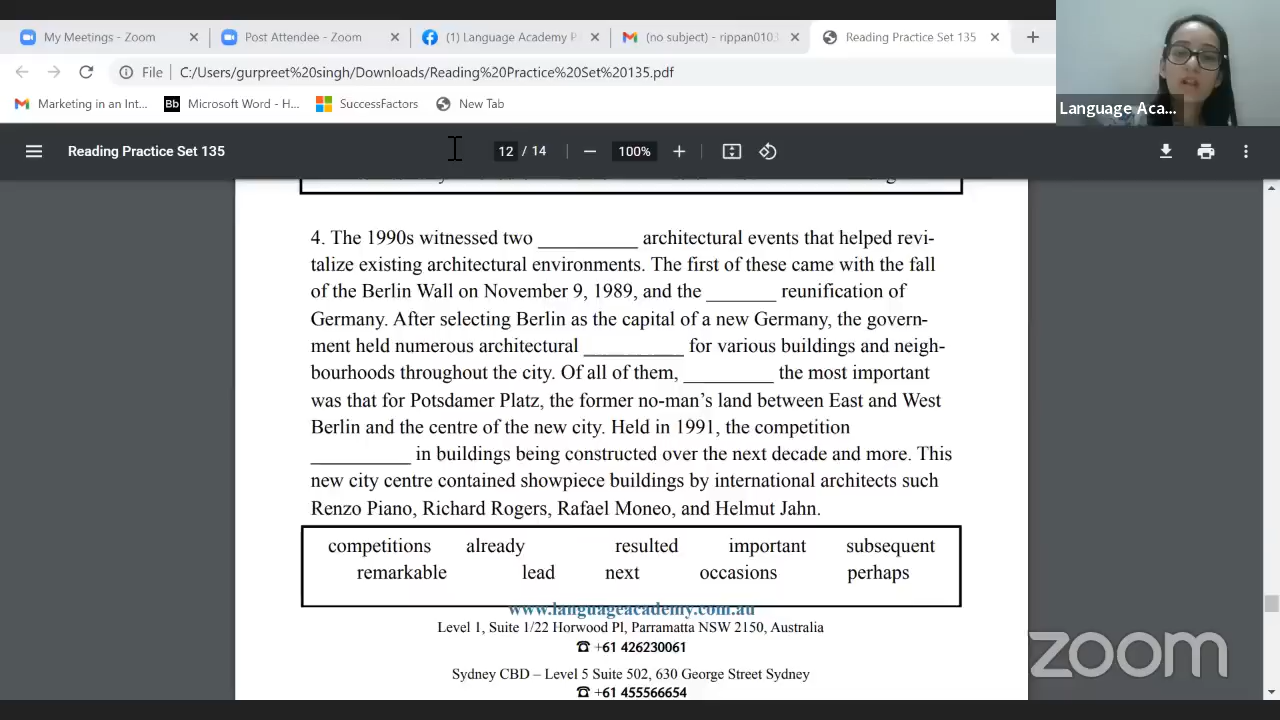 My Meetings - Zoom
Post Attendee - Zoom
(1) Language Academy P
(no subject) - rippan0103
Reading Practice Set 135
File C:/Users/gurpreet%20singh/Downloads/Reading%20Practice%20Set%20135.pdf
Marketing in an Int...
Bb Microsoft Word - H...
SuccessFactors
New Tab
Language Aca...
Reading Practice Set 135
12 / 14
100%
4. The 1990s witnessed two __________ architectural events that helped revi-
talize existing architectural environments. The first of these came with the fall
of the Berlin Wall on November 9, 1989, and the _______ reunification of
Germany. After selecting Berlin as the capital of a new Germany, the govern-
ment held numerous architectural __________ for various buildings and neigh-
bourhoods throughout the city. Of all of them, _________ the most important
was that for Potsdamer Platz, the former no-man’s land between East and West
Berlin and the centre of the new city. Held in 1991, the competition
__________ in buildings being constructed over the next decade and more. This
new city centre contained showpiece buildings by international architects such
Renzo Piano, Richard Rogers, Rafael Moneo, and Helmut Jahn.
competitions already resulted important subsequent
remarkable lead next occasions perhaps
www.languageacademy.com.au
Level 1, Suite 1/22 Horwood Pl, Parramatta NSW 2150, Australia
☎ +61 426230061
Sydney CBD – Level 5 Suite 502, 630 George Street Sydney
☎ +61 455566654
zoom